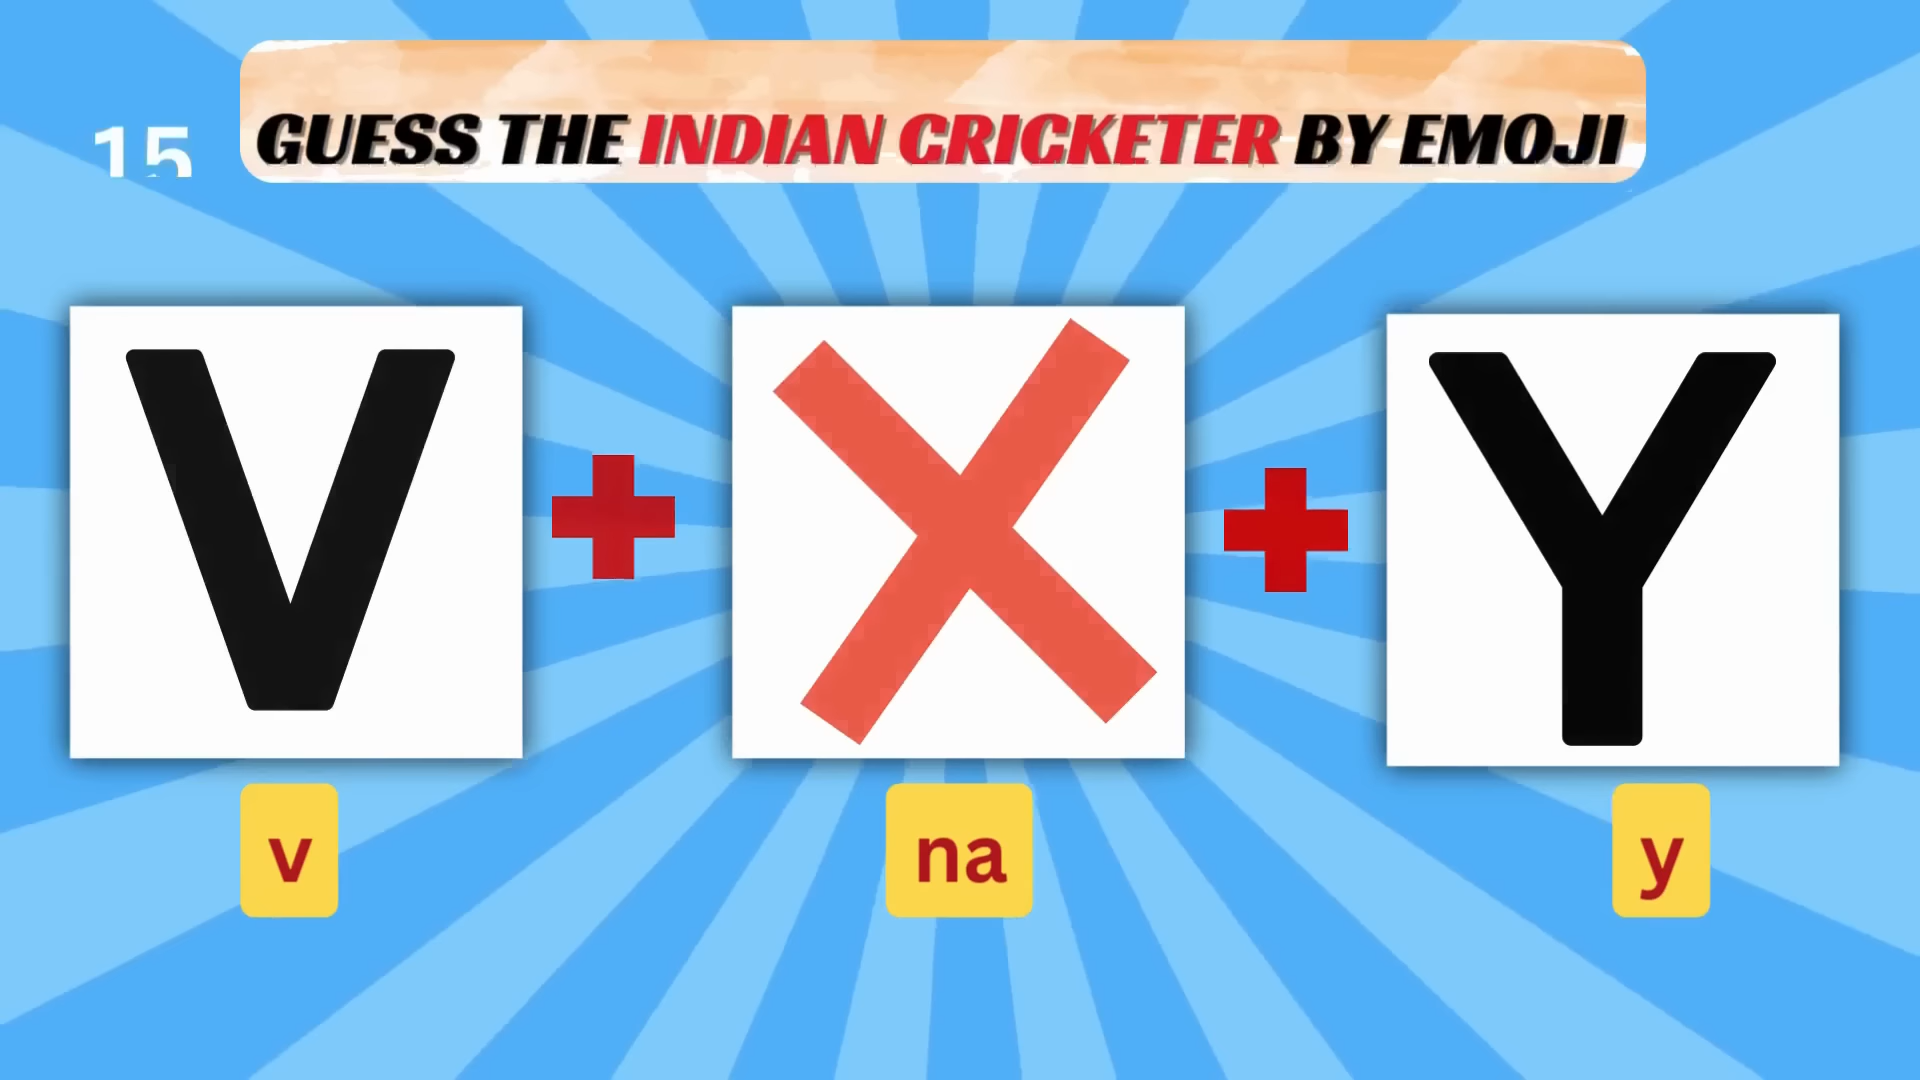 GUESS THE INDIAN CRICKETER BY EMOJI
15
V + X + Y
v na y